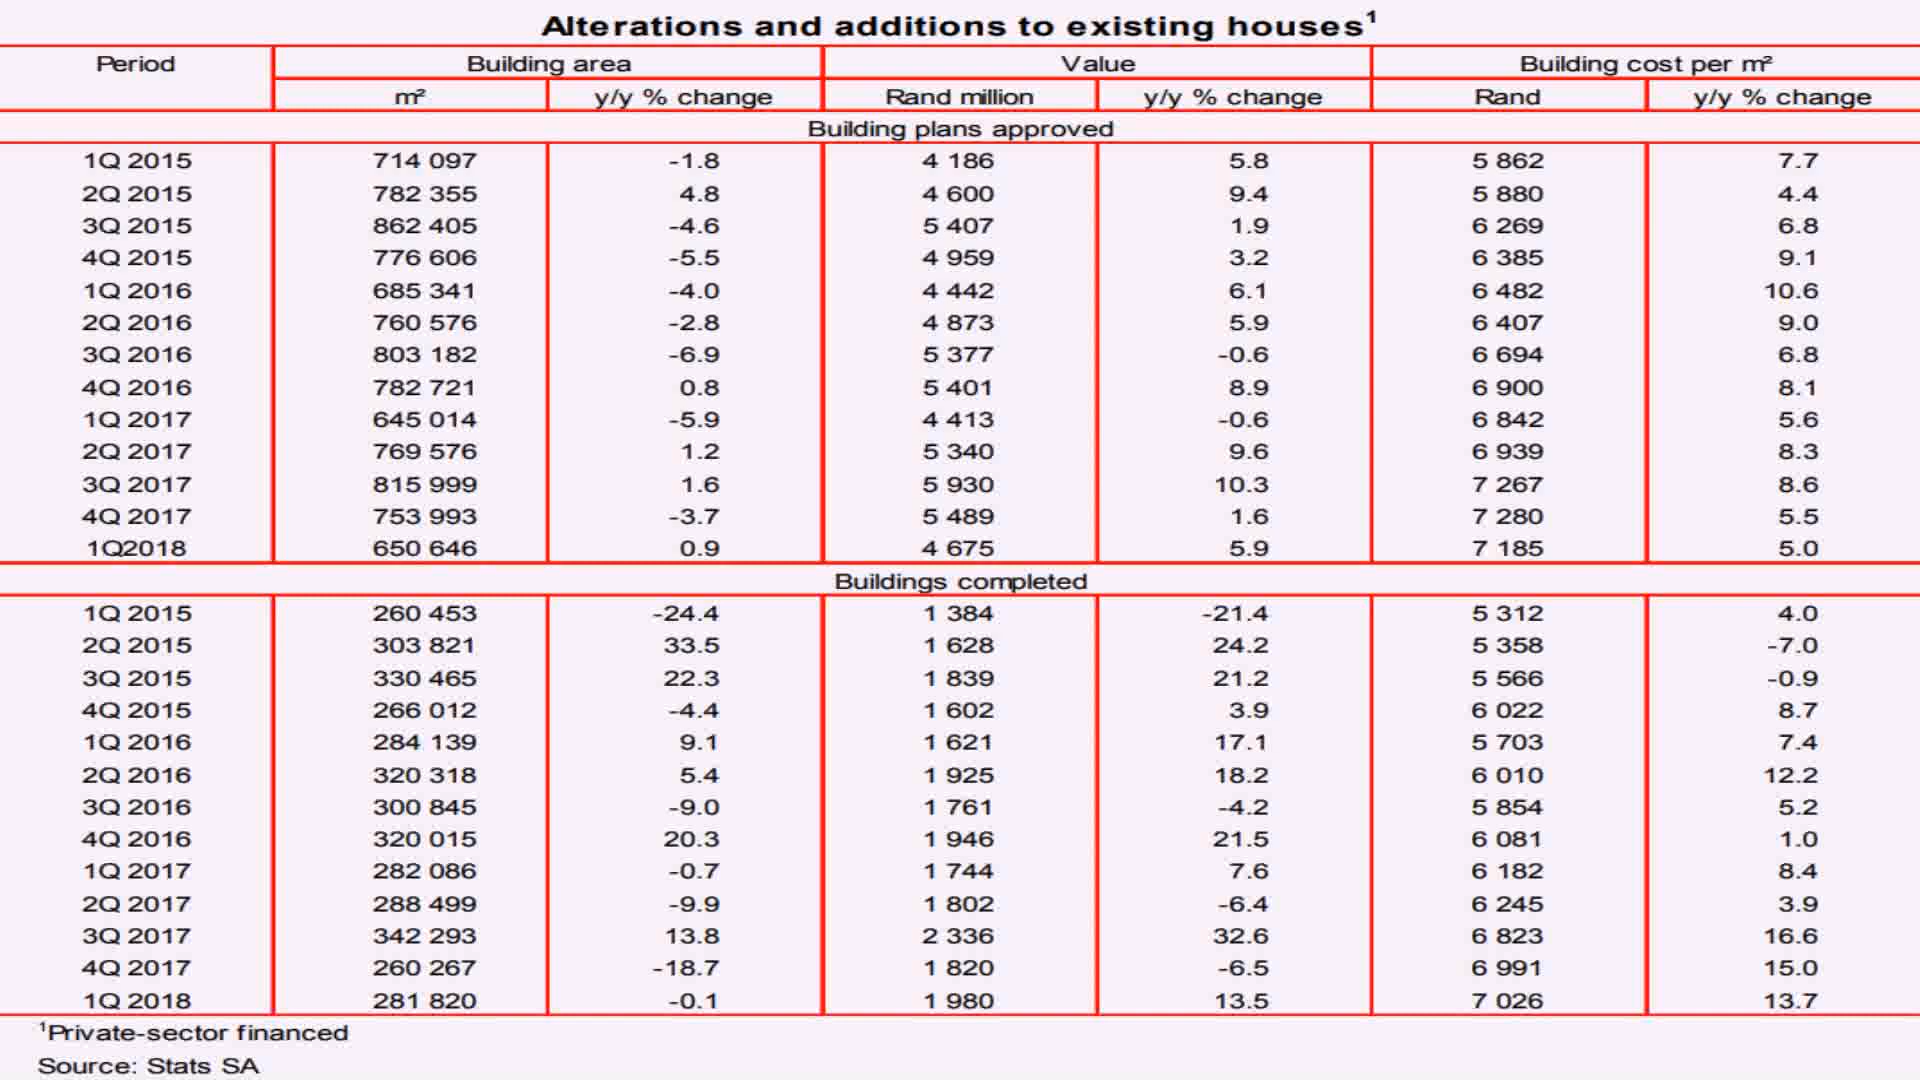 Alterations and additions to existing houses¹
Period Building area Value Building cost per m²
m² y/y % change Rand million y/y % change Rand y/y % change
Building plans approved
1Q 2015 714 097 -1.8 4 186 5.8 5 862 7.7
2Q 2015 782 355 4.8 4 600 9.4 5 880 4.4
3Q 2015 862 405 -4.6 5 407 1.9 6 269 6.8
4Q 2015 776 606 -5.5 4 959 3.2 6 385 9.1
1Q 2016 685 341 -4.0 4 442 6.1 6 482 10.6
2Q 2016 760 576 -2.8 4 873 5.9 6 407 9.0
3Q 2016 803 182 -6.9 5 377 -0.6 6 694 6.8
4Q 2016 782 721 0.8 5 401 8.9 6 900 8.1
1Q 2017 645 014 -5.9 4 413 -0.6 6 842 5.6
2Q 2017 769 576 1.2 5 340 9.6 6 939 8.3
3Q 2017 815 999 1.6 5 930 10.3 7 267 8.6
4Q 2017 753 993 -3.7 5 489 1.6 7 280 5.5
1Q2018 650 646 0.9 4 675 5.9 7 185 5.0
Buildings completed
1Q 2015 260 453 -24.4 1 384 -21.4 5 312 4.0
2Q 2015 303 821 33.5 1 628 24.2 5 358 -7.0
3Q 2015 330 465 22.3 1 839 21.2 5 566 -0.9
4Q 2015 266 012 -4.4 1 602 3.9 6 022 8.7
1Q 2016 284 139 9.1 1 621 17.1 5 703 7.4
2Q 2016 320 318 5.4 1 925 18.2 6 010 12.2
3Q 2016 300 845 -9.0 1 761 -4.2 5 854 5.2
4Q 2016 320 015 20.3 1 946 21.5 6 081 1.0
1Q 2017 282 086 -0.7 1 744 7.6 6 182 8.4
2Q 2017 288 499 -9.9 1 802 -6.4 6 245 3.9
3Q 2017 342 293 13.8 2 336 32.6 6 823 16.6
4Q 2017 260 267 -18.7 1 820 -6.5 6 991 15.0
1Q 2018 281 820 -0.1 1 980 13.5 7 026 13.7
¹Private-sector financed
Source: Stats SA